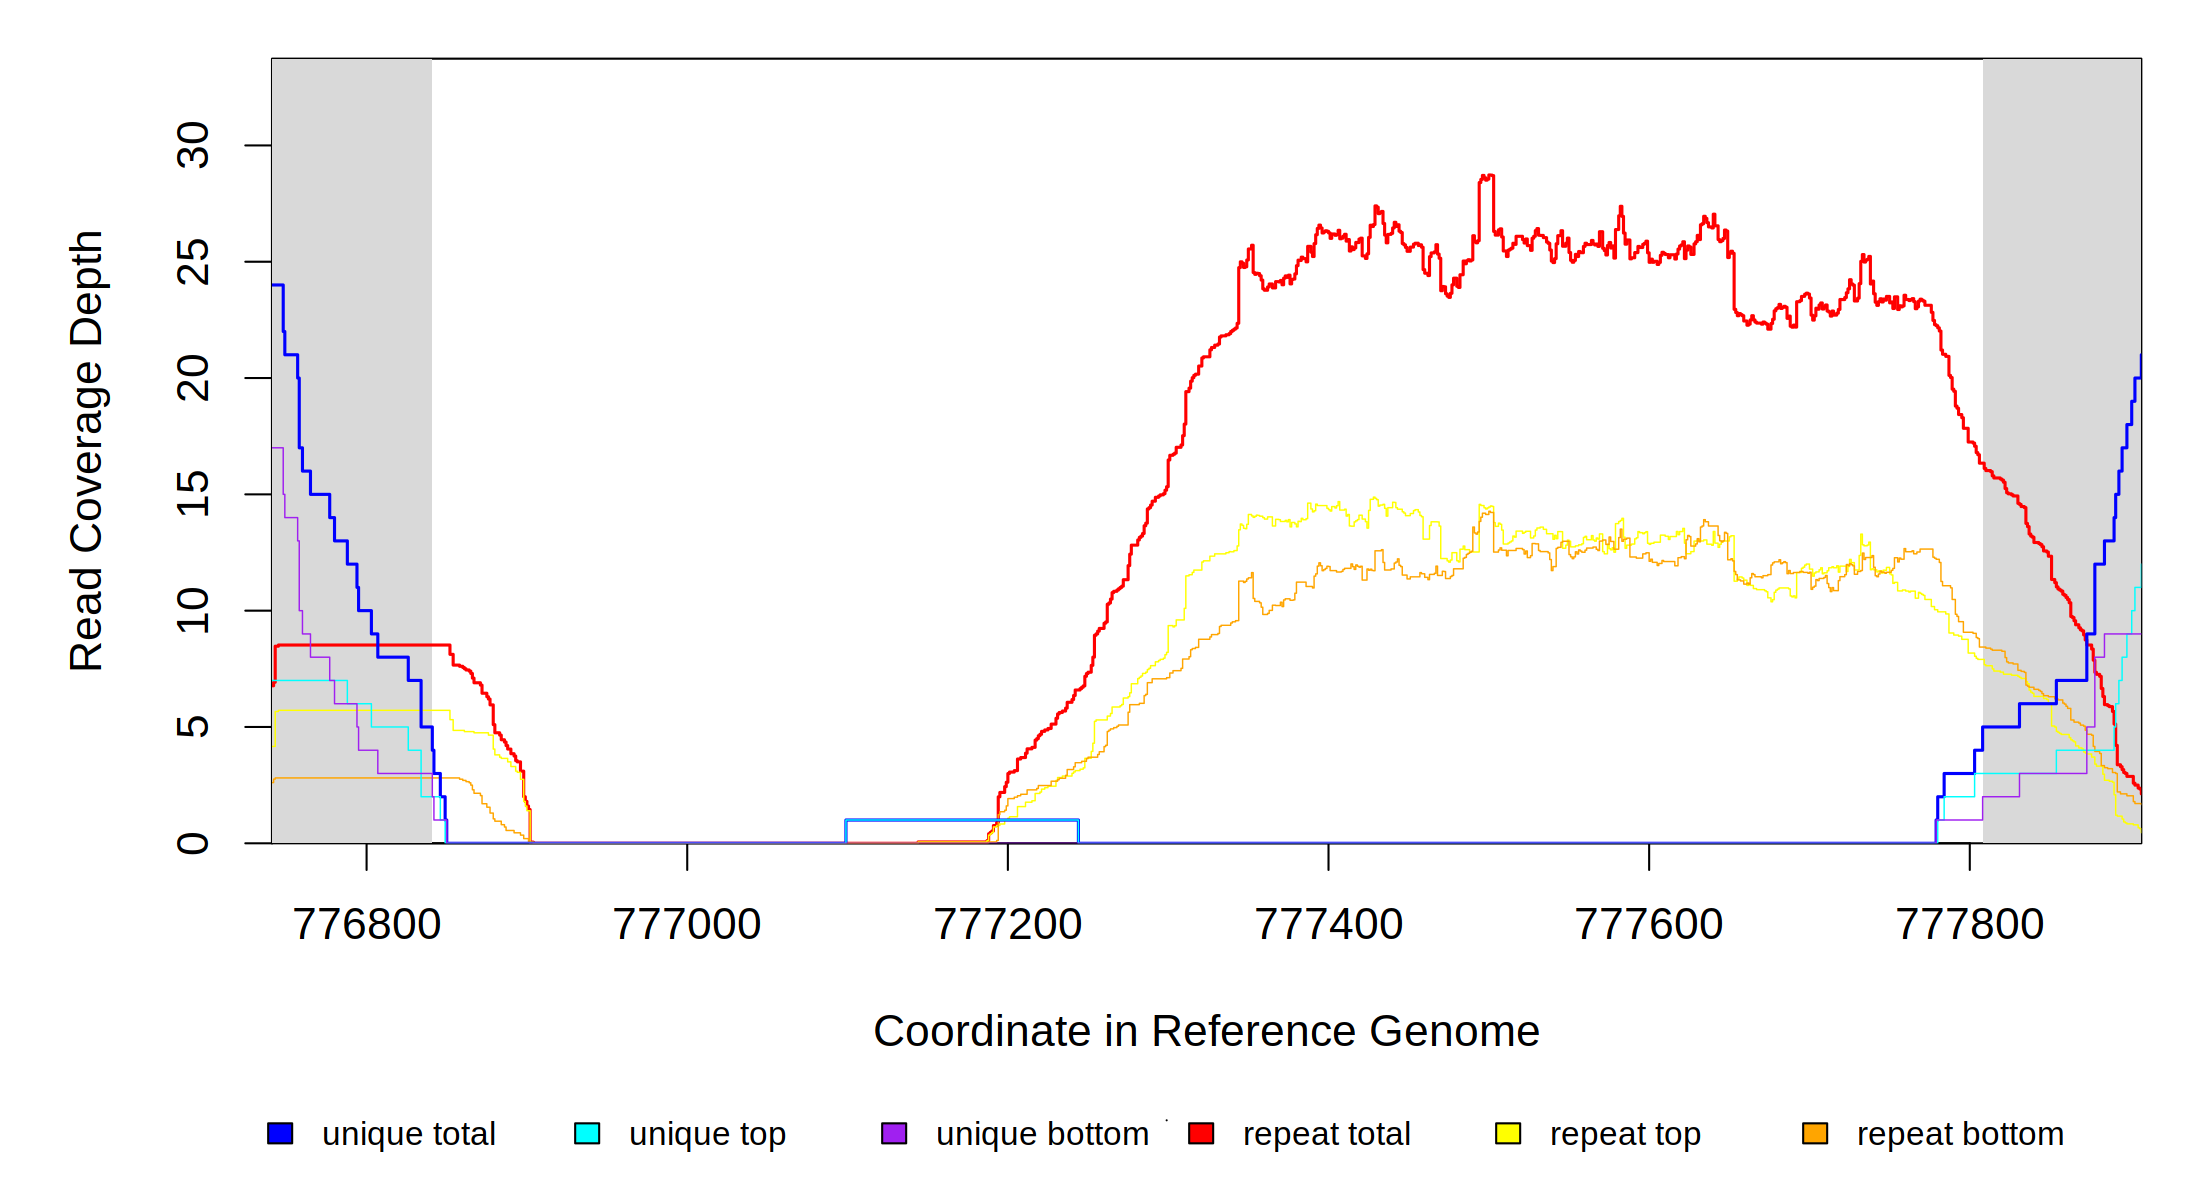 Read Coverage Depth
30
25
20
15
10
5
0
776800 777000 777200 777400 777600 777800
Coordinate in Reference Genome
unique total unique top unique bottom repeat total repeat top repeat bottom